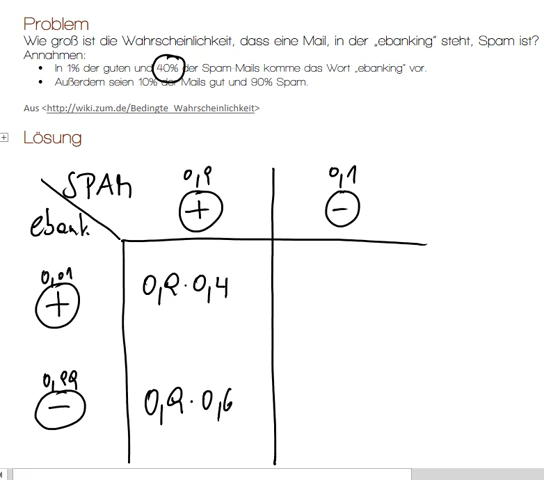 Problem
Wie groß ist die Wahrscheinlichkeit, dass eine Mail, in der „ebanking" steht, Spam ist?
Annahmen:
• In 1% der guten und 40% der Spam-Mails komme das Wort „ebanking" vor.
• Außerdem seien 10% der Mails gut und 90% Spam.
Aus <http://wiki.zum.de/Bedingte_Wahrscheinlichkeit>
Lösung
SPAM
0,9
0,1
+
−
ebank.
0,01
+
0,9·0,4
0,99
−
0,9·0,6